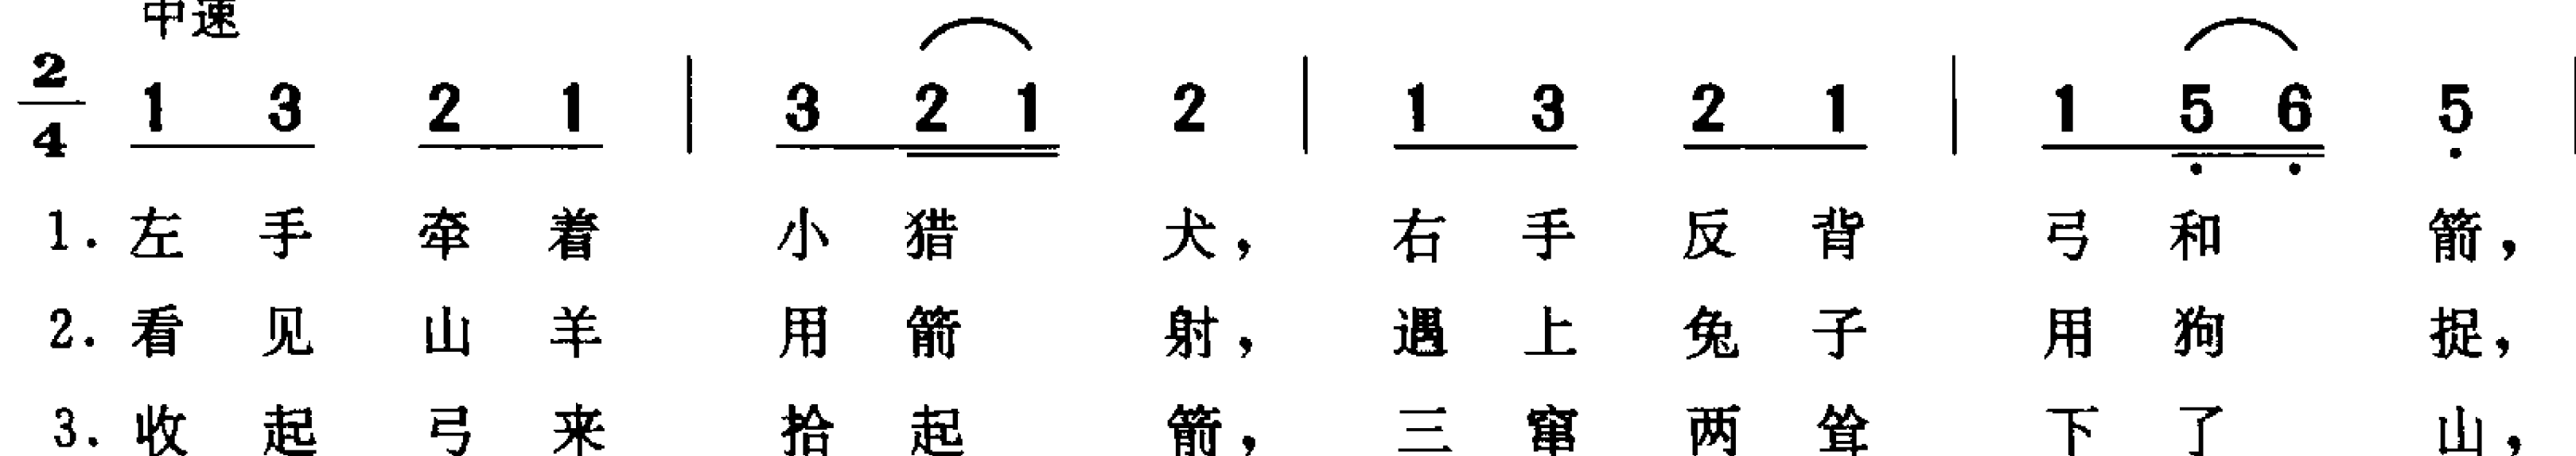 中速
2/4 1 3 2 1 | 3 2 1 2 | 1 3 2 1 | 1 5 6 5 |
1. 左手牵着小猎犬，右手反背弓和箭，
2. 看见山羊用箭射，遇上兔子用狗捉，
3. 收起弓来拾起箭，三窜两耸下了山，